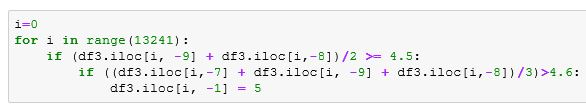 i=0
for i in range(13241):
    if (df3.iloc[i, -9] + df3.iloc[i,-8])/2 >= 4.5:
        if ((df3.iloc[i,-7] + df3.iloc[i, -9] + df3.iloc[i,-8])/3)>4.6:
            df3.iloc[i, -1] = 5